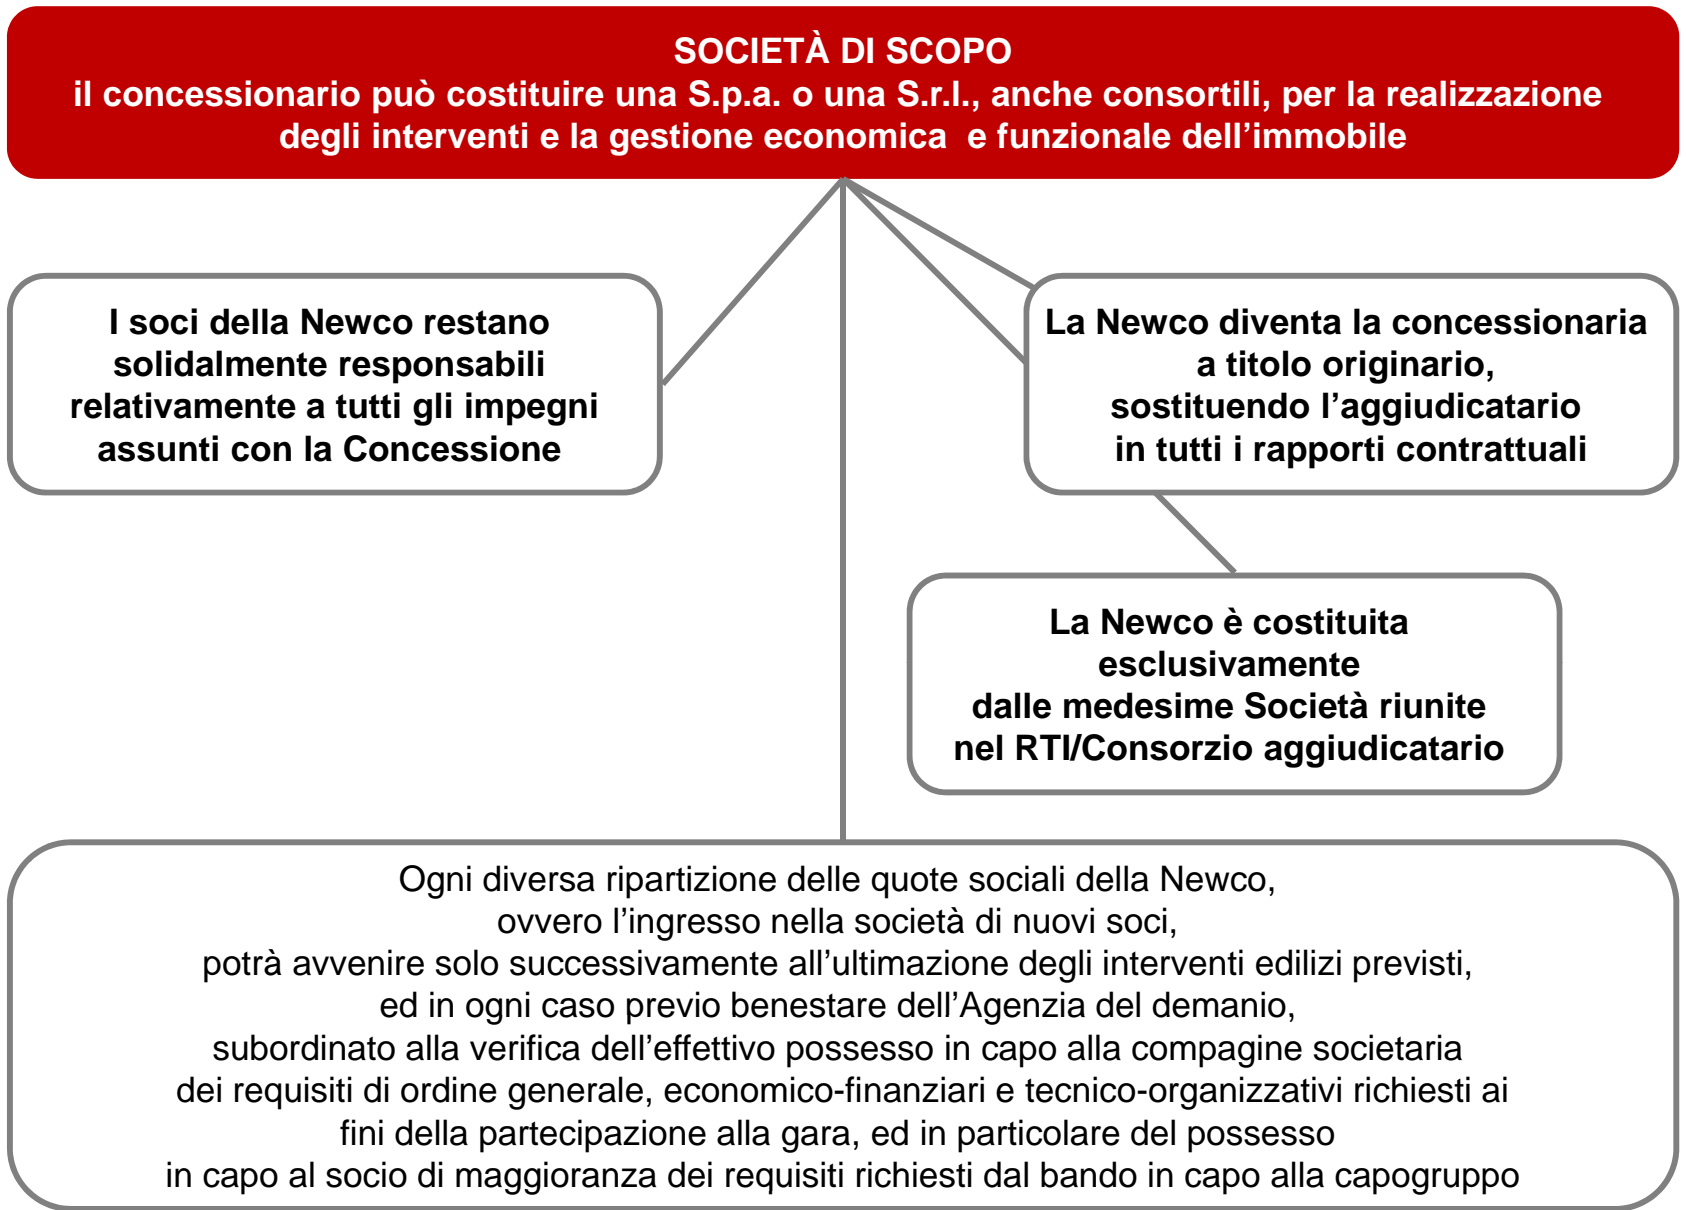 SOCIETÀ DI SCOPO
il concessionario può costituire una S.p.a. o una S.r.l., anche consortili, per la realizzazione
degli interventi e la gestione economica e funzionale dell’immobile
I soci della Newco restano
solidalmente responsabili
relativamente a tutti gli impegni
assunti con la Concessione
La Newco diventa la concessionaria
a titolo originario,
sostituendo l’aggiudicatario
in tutti i rapporti contrattuali
La Newco è costituita
esclusivamente
dalle medesime Società riunite
nel RTI/Consorzio aggiudicatario
Ogni diversa ripartizione delle quote sociali della Newco,
ovvero l’ingresso nella società di nuovi soci,
potrà avvenire solo successivamente all’ultimazione degli interventi edilizi previsti,
ed in ogni caso previo benestare dell’Agenzia del demanio,
subordinato alla verifica dell’effettivo possesso in capo alla compagine societaria
dei requisiti di ordine generale, economico-finanziari e tecnico-organizzativi richiesti ai
fini della partecipazione alla gara, ed in particolare del possesso
in capo al socio di maggioranza dei requisiti richiesti dal bando in capo alla capogruppo